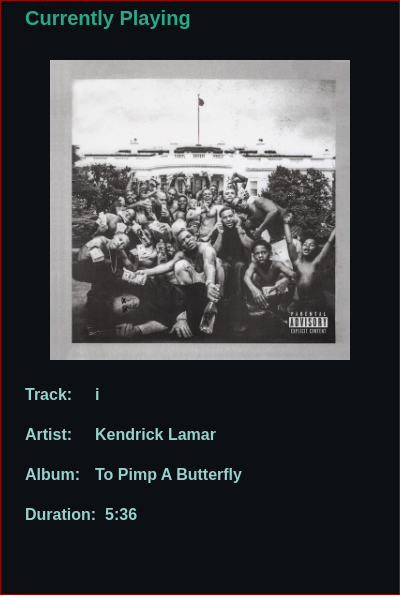 Currently Playing
PARENTAL
ADVISORY
EXPLICIT CONTENT
Track: i
Artist: Kendrick Lamar
Album: To Pimp A Butterfly
Duration: 5:36